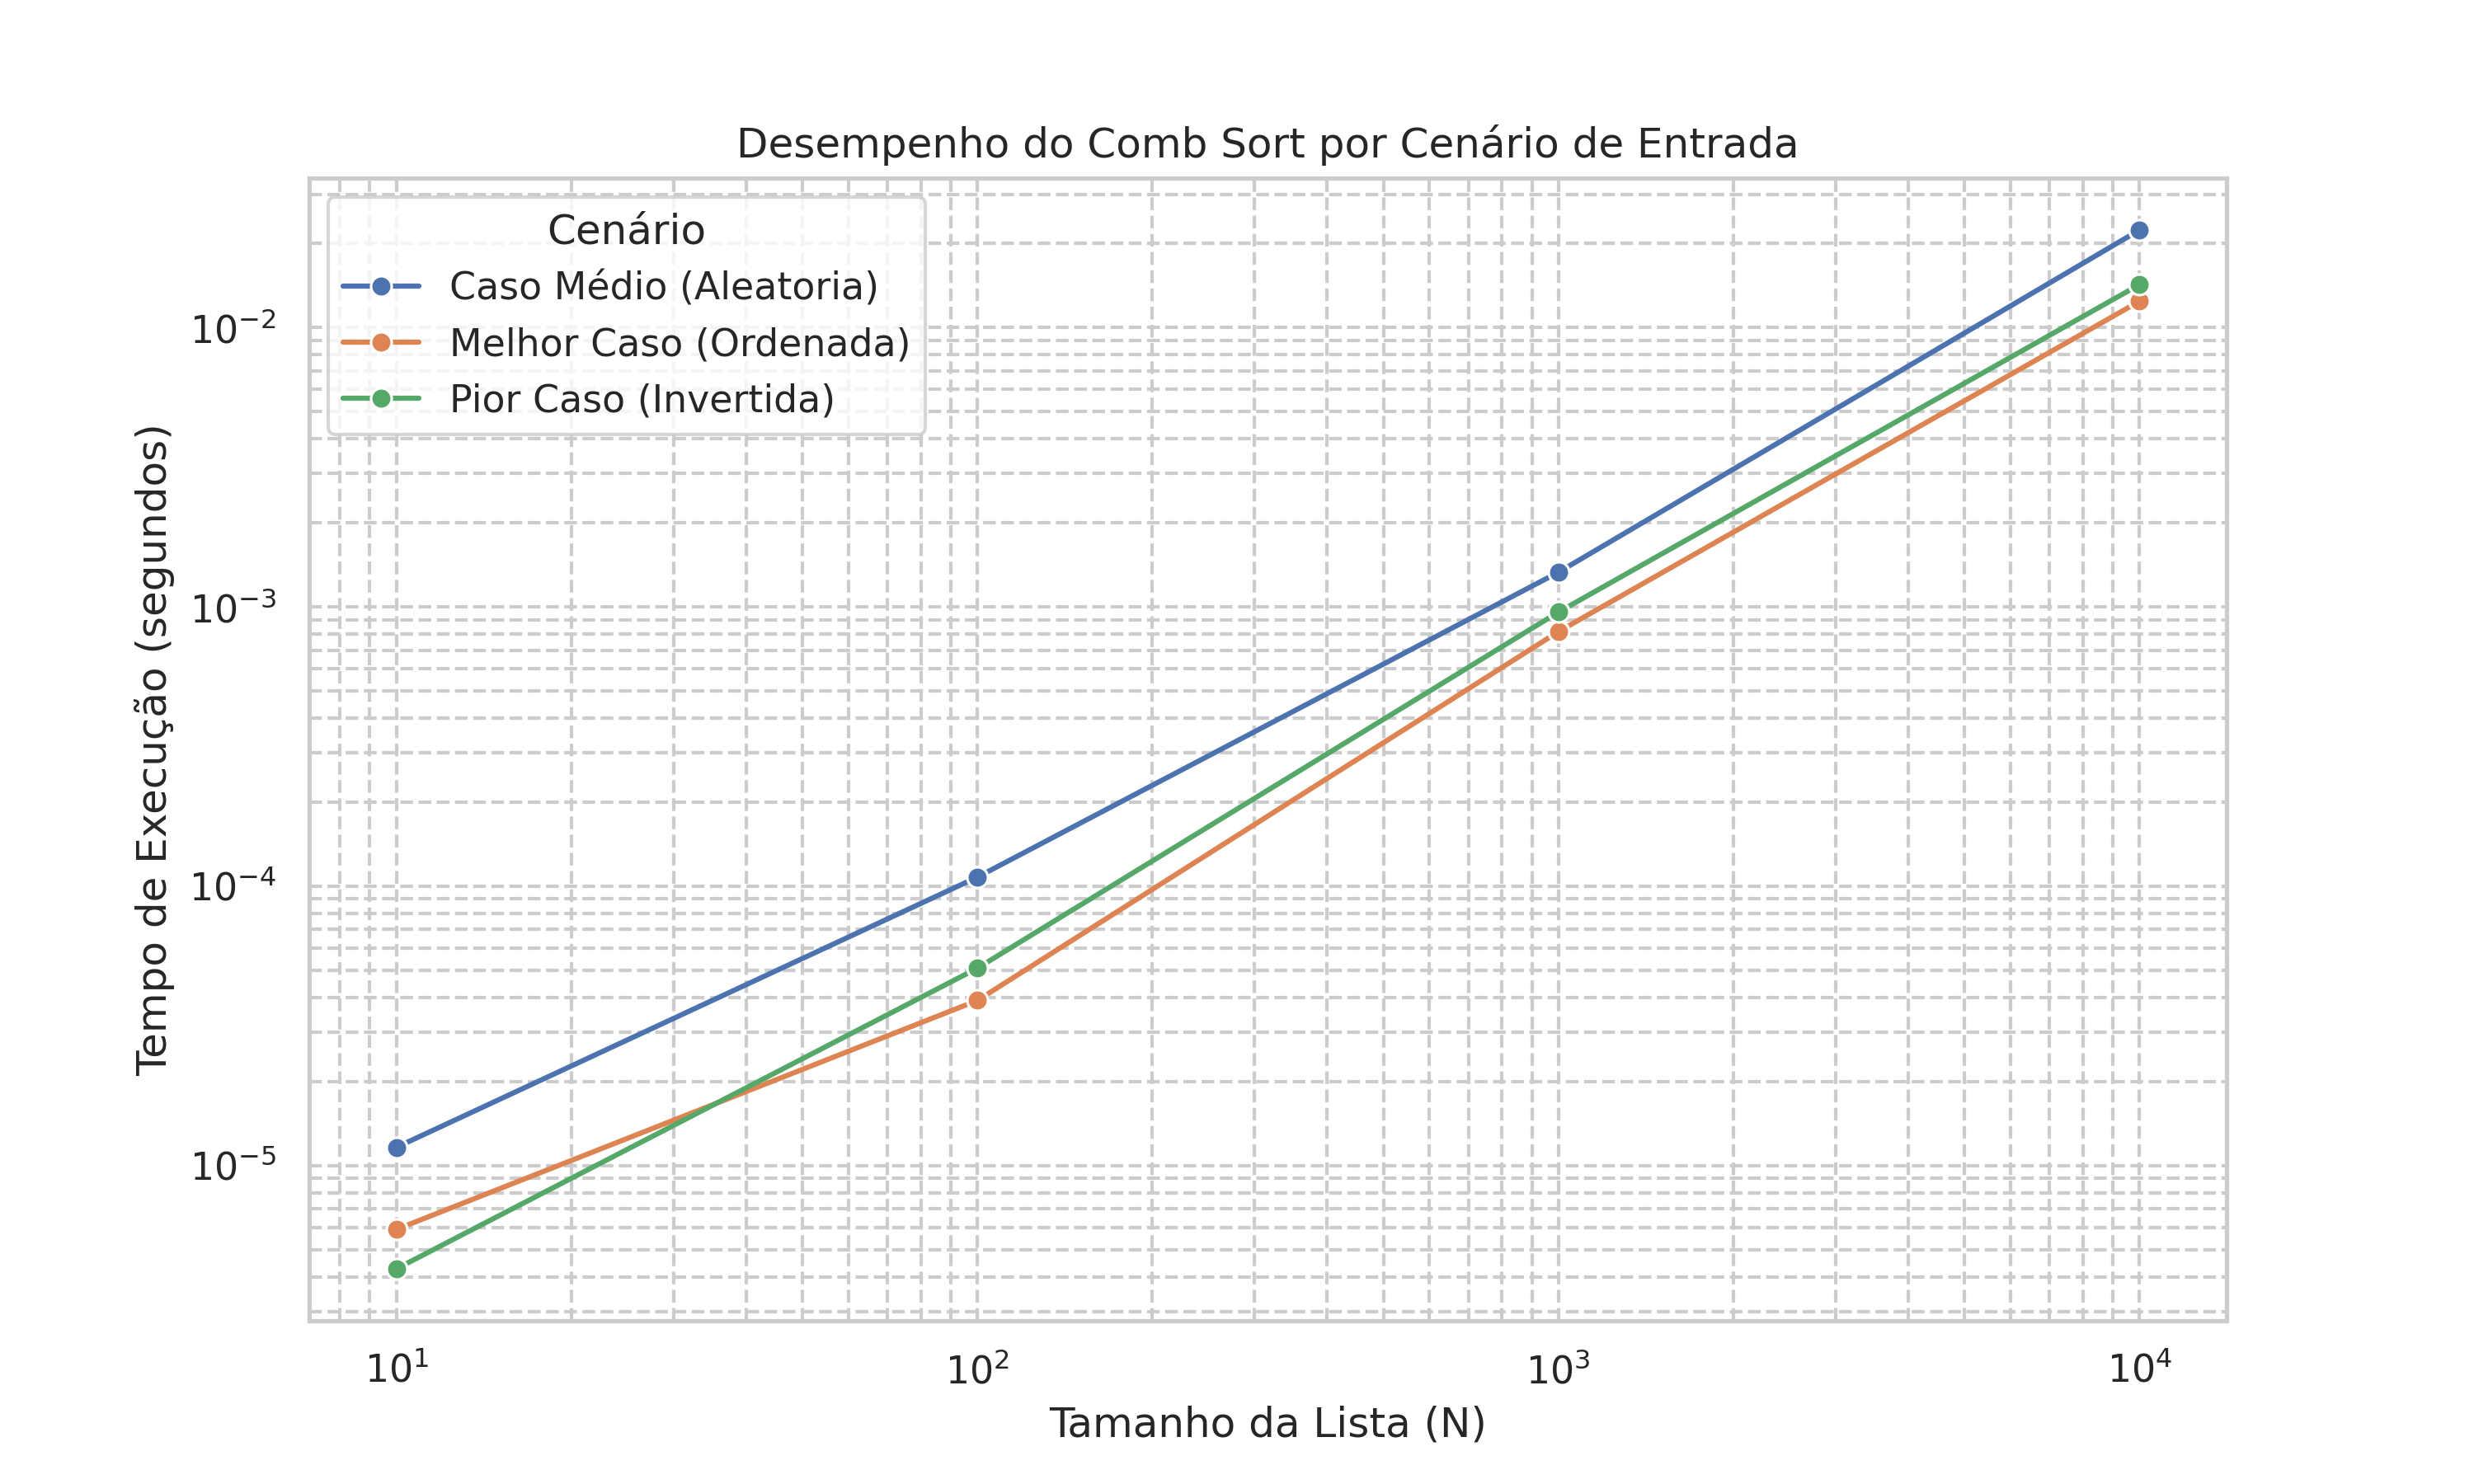 Desempenho do Comb Sort por Cenário de Entrada
Cenário
Caso Médio (Aleatoria)
Melhor Caso (Ordenada)
Pior Caso (Invertida)
Tempo de Execução (segundos)
10⁻²
10⁻³
10⁻⁴
10⁻⁵
10¹ 10² 10³ 10⁴
Tamanho da Lista (N)